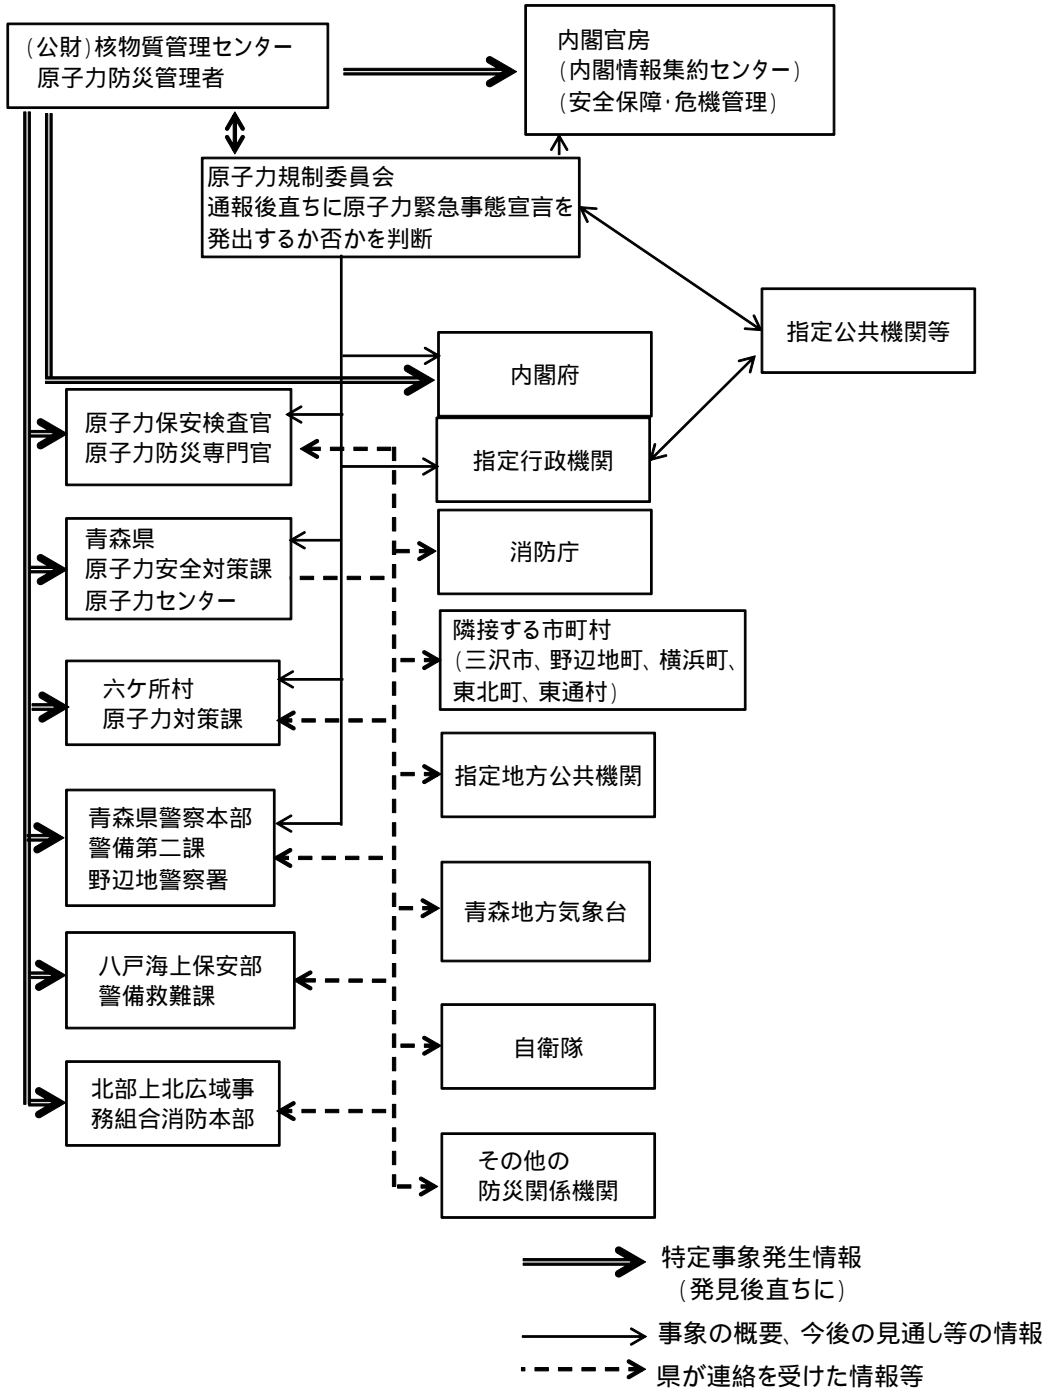 (公財)核物質管理センター
原子力防災管理者
内閣官房
(内閣情報集約センター)
(安全保障・危機管理)
原子力規制委員会
通報後直ちに原子力緊急事態宣言を
発出するか否かを判断
指定公共機関等
内閣府
原子力保安検査官
原子力防災専門官
指定行政機関
青森県
原子力安全対策課
原子力センター
消防庁
隣接する市町村
(三沢市、野辺地町、横浜町、
東北町、東通村)
六ケ所村
原子力対策課
指定地方公共機関
青森県警察本部
警備第二課
野辺地警察署
青森地方気象台
八戸海上保安部
警備救難課
自衛隊
北部上北広域事
務組合消防本部
その他の
防災関係機関
特定事象発生情報
(発見後直ちに)
事象の概要、今後の見通し等の情報
県が連絡を受けた情報等